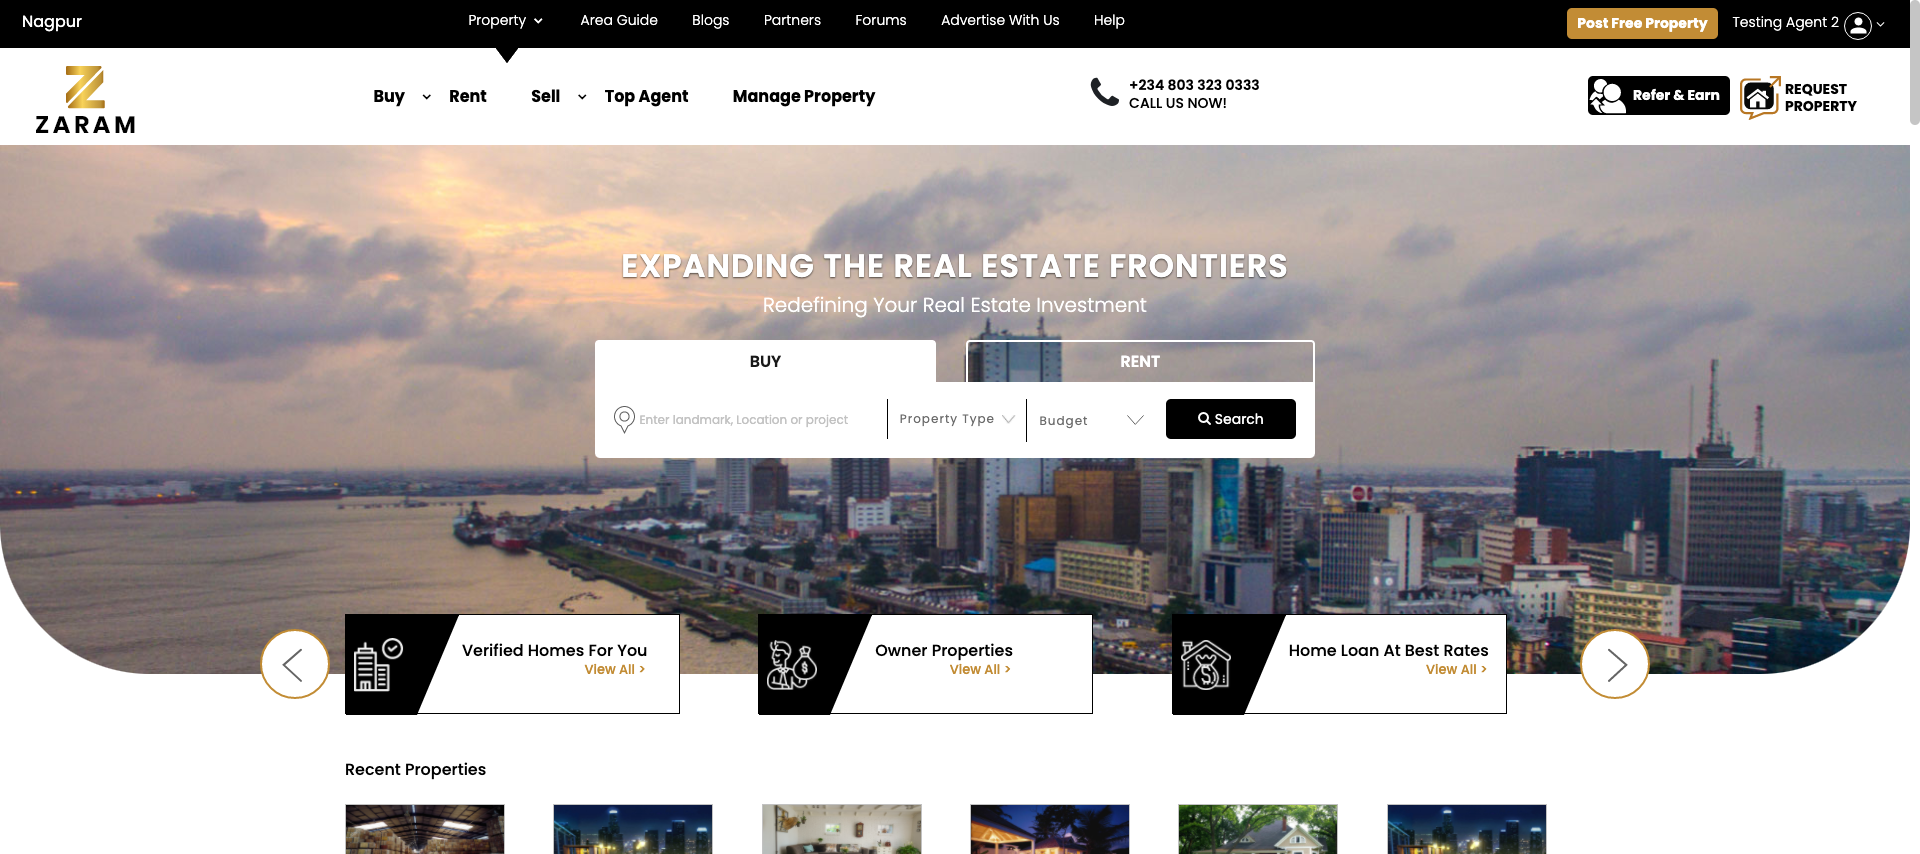 Nagpur
Property
Area Guide
Blogs
Partners
Forums
Advertise With Us
Help
Post Free Property
Testing Agent 2
ZARAM
Buy
Rent
Sell
Top Agent
Manage Property
+234 803 323 0333
CALL US NOW!
Refer & Earn
REQUEST
PROPERTY
EXPANDING THE REAL ESTATE FRONTIERS
Redefining Your Real Estate Investment
BUY
RENT
Enter landmark, Location or project
Property Type
Budget
Search
Verified Homes For You
View All >
Owner Properties
View All >
Home Loan At Best Rates
View All >
Recent Properties